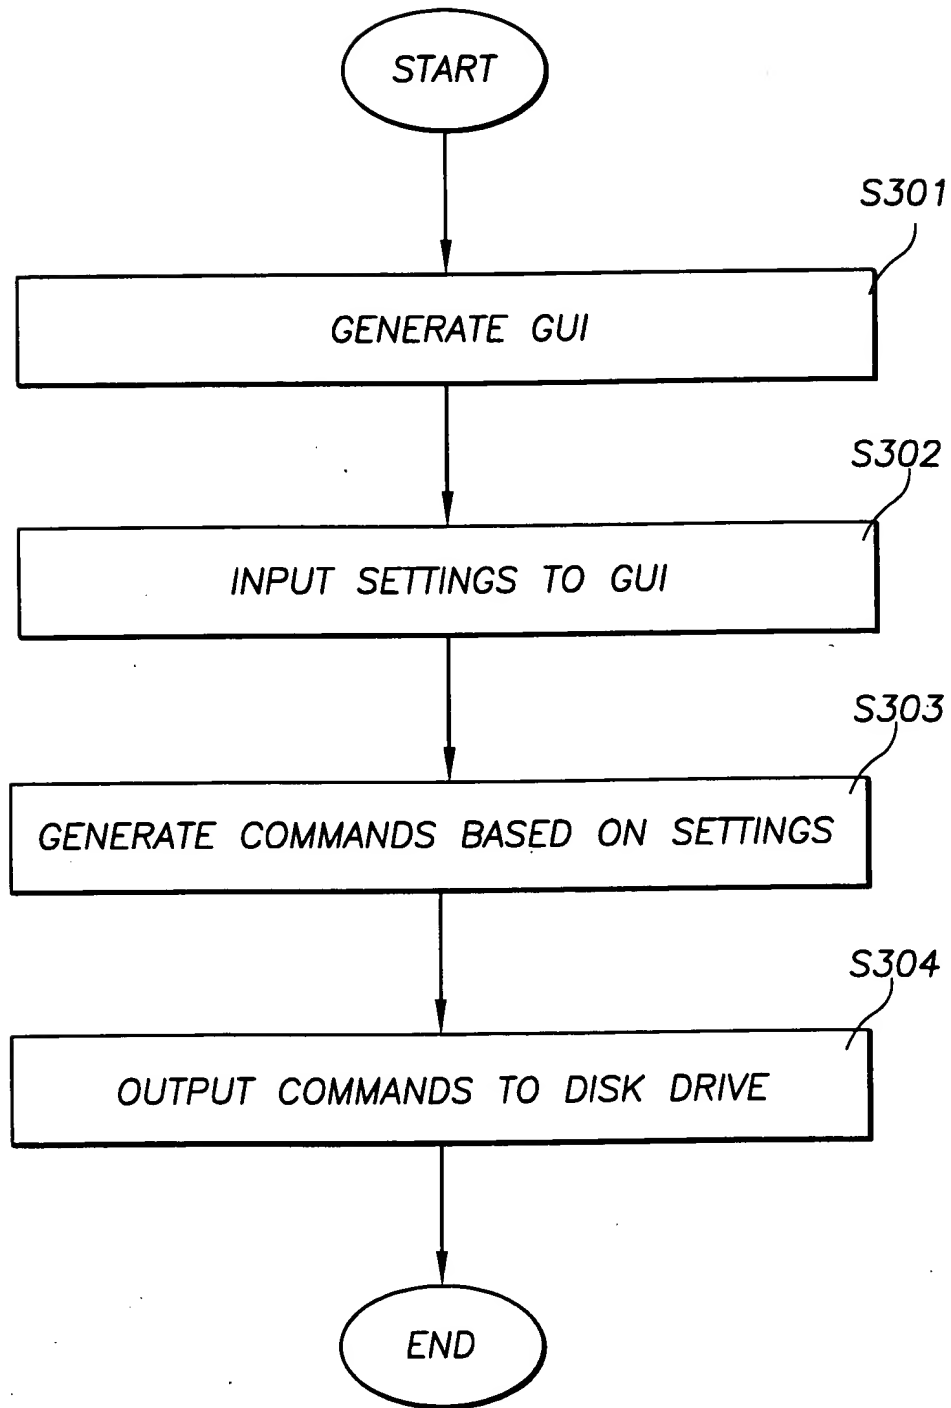 START
S301
GENERATE GUI
S302
INPUT SETTINGS TO GUI
S303
GENERATE COMMANDS BASED ON SETTINGS
S304
OUTPUT COMMANDS TO DISK DRIVE
END